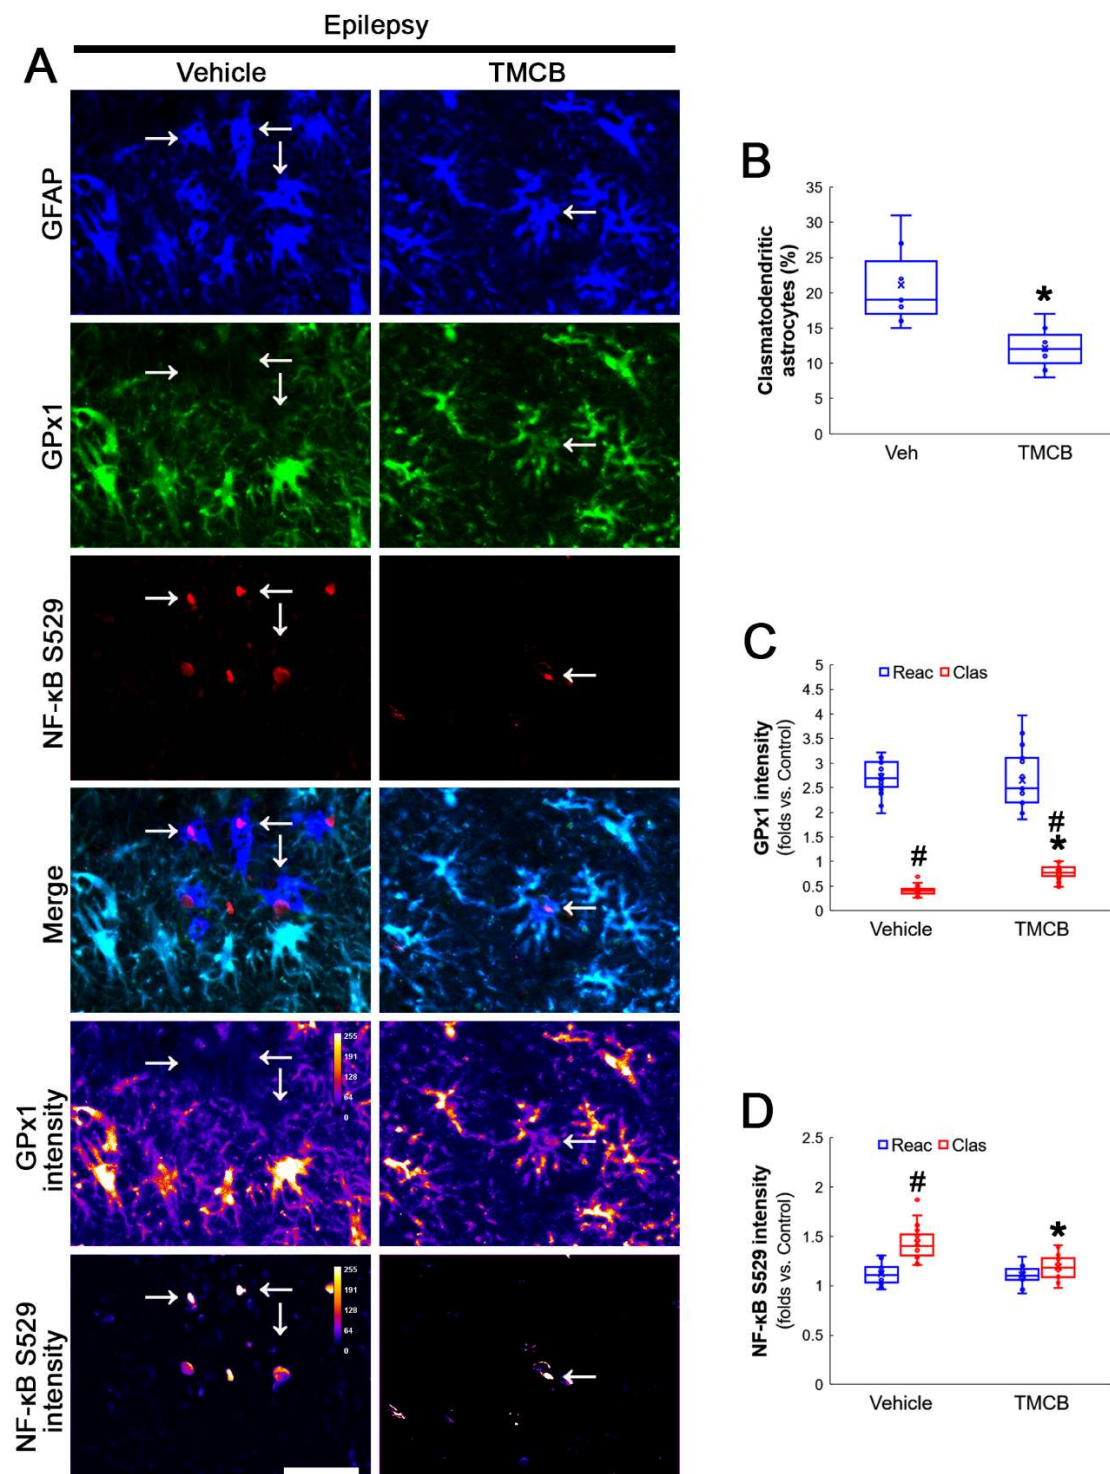 Epilepsy
A
Vehicle
TMCB
GFAP
GPx1
NF-κB S529
Merge
GPx1
intensity
255
191
128
64
0
NF-κB S529
intensity
255
191
128
64
0
B
Clasmatodendritic
astrocytes (%)
35
30
25
20
15
10
5
0
*
Veh
TMCB
C
GPx1 intensity
(folds vs. Control)
5
4.5
4
3.5
3
2.5
2
1.5
1
0.5
0
Reac Clas
#
#
*
Vehicle
TMCB
D
NF-κB S529 intensity
(folds vs. Control)
2.5
2
1.5
1
0.5
0
Reac Clas
#
*
Vehicle
TMCB